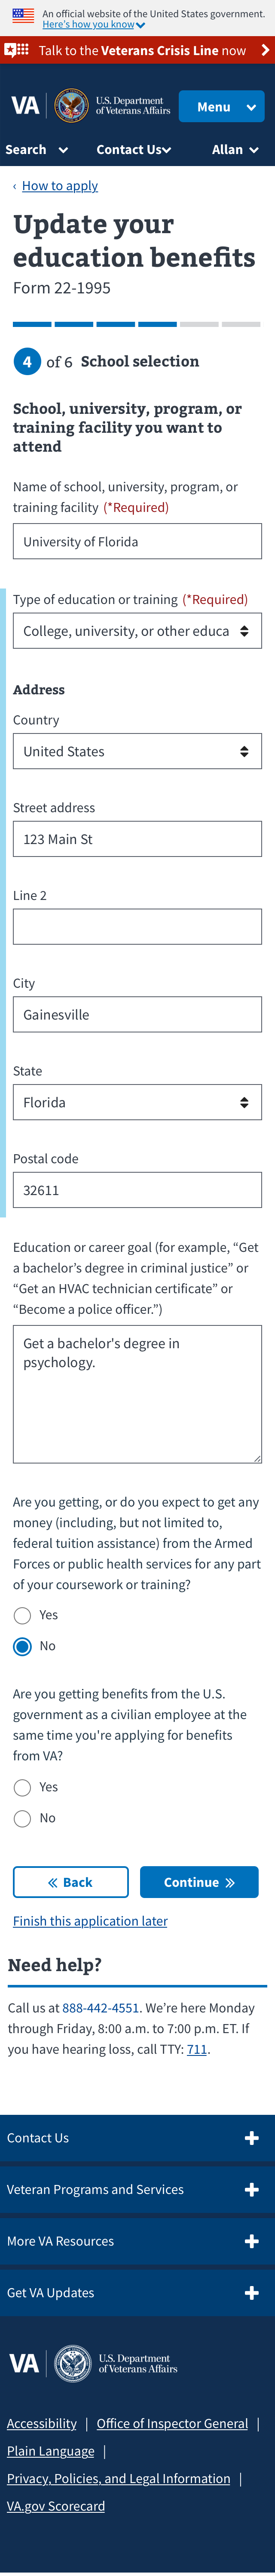 An official website of the United States government.
Here's how you know
Talk to the Veterans Crisis Line now
VA
U.S. Department
of Veterans Affairs
Menu
Search
Contact Us
Allan
‹ How to apply
Update your
education benefits
Form 22-1995
4 of 6 School selection
School, university, program, or
training facility you want to
attend
Name of school, university, program, or
training facility (*Required)
University of Florida
Type of education or training (*Required)
College, university, or other educa
Address
Country
United States
Street address
123 Main St
Line 2
City
Gainesville
State
Florida
Postal code
32611
Education or career goal (for example, “Get
a bachelor’s degree in criminal justice” or
“Get an HVAC technician certificate” or
“Become a police officer.”)
Get a bachelor's degree in
psychology.
Are you getting, or do you expect to get any
money (including, but not limited to,
federal tuition assistance) from the Armed
Forces or public health services for any part
of your coursework or training?
Yes
No
Are you getting benefits from the U.S.
government as a civilian employee at the
same time you're applying for benefits
from VA?
Yes
No
« Back
Continue »
Finish this application later
Need help?
Call us at 888-442-4551. We’re here Monday
through Friday, 8:00 a.m. to 7:00 p.m. ET. If
you have hearing loss, call TTY: 711.
Contact Us
Veteran Programs and Services
More VA Resources
Get VA Updates
VA
U.S. Department
of Veterans Affairs
Accessibility | Office of Inspector General |
Plain Language |
Privacy, Policies, and Legal Information |
VA.gov Scorecard